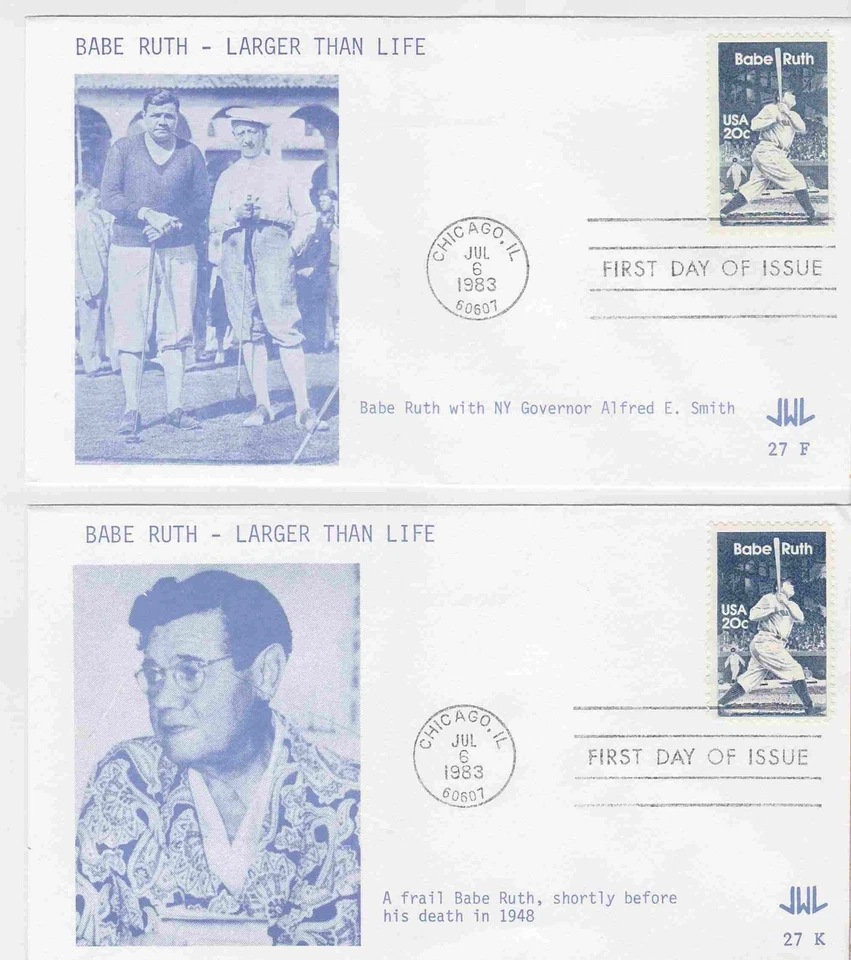 BABE RUTH - LARGER THAN LIFE
Babe Ruth
USA
20c
CHICAGO, IL
JUL
6
1983
60607
FIRST DAY OF ISSUE
Babe Ruth with NY Governor Alfred E. Smith
JWL
27 F
BABE RUTH - LARGER THAN LIFE
Babe Ruth
USA
20c
CHICAGO, IL
JUL
6
1983
60607
FIRST DAY OF ISSUE
A frail Babe Ruth, shortly before
his death in 1948
JWL
27 K